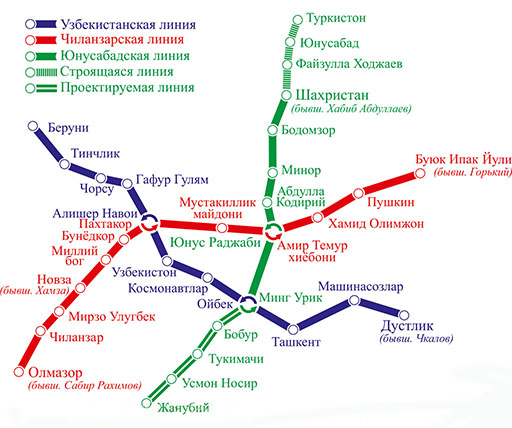 Узбекистанская линия
Чиланзарская линия
Юнусабадская линия
Строящаяся линия
Проектируемая линия
Туркистон
Юнусабад
Файзулла Ходжаев
Шахристан
(бывш. Хабиб Абдуллаев)
Бодомзор
Минор
Абдулла
Кодирий
Беруни
Тинчлик
Чорсу
Гафур Гулям
Алишер Навои
Пахтакор
Бунёдкор
Миллий
бог
Новза
(бывш. Хамза)
Мирзо Улугбек
Чиланзар
Олмазор
(бывш. Сабир Рахимов)
Мустакиллик
майдони
Юнус Раджаби
Амир Темур
хиёбони
Хамид Олимжон
Пушкин
Буюк Ипак Йули
(бывш. Горький)
Узбекистон
Космонавтлар
Ойбек
Минг Урик
Машинасозлар
Дустлик
(бывш. Чкалов)
Ташкент
Бобур
Тукимачи
Усмон Носир
Жанубий